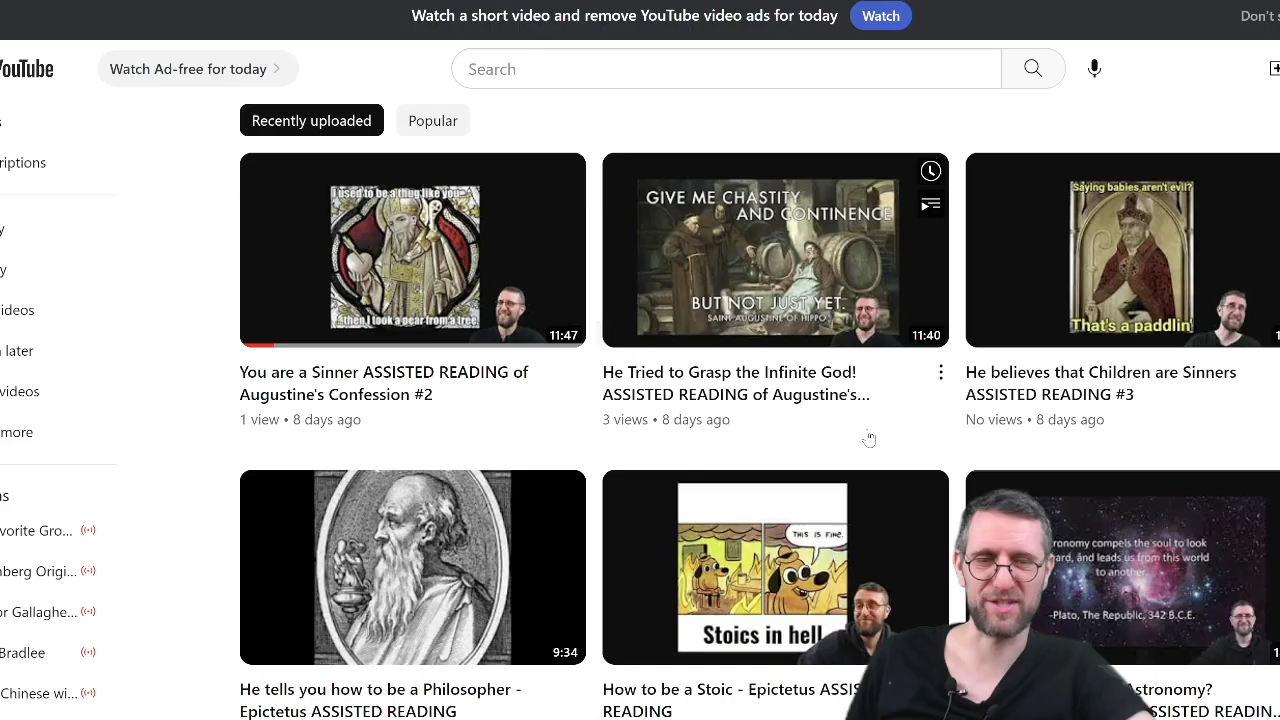 Watch a short video and remove YouTube video ads for today Watch Don't
YouTube Watch Ad-free for today Search
Recently uploaded Popular
I used to be a thug like you
then I took a pear from a tree
11:47
You are a Sinner ASSISTED READING of
Augustine's Confession #2
1 view • 8 days ago
GIVE ME CHASTITY
AND CONTINENCE
BUT NOT JUST YET.
SAINT AUGUSTINE OF HIPPO
11:40
He Tried to Grasp the Infinite God!
ASSISTED READING of Augustine's...
3 views • 8 days ago
Saying babies aren't evil?
That's a paddlin'
He believes that Children are Sinners
ASSISTED READING #3
No views • 8 days ago
riptions
ideos
later
videos
more
vorite Gro...
nberg Origi...
or Gallaghe...
Bradlee
Chinese wi...
9:34
He tells you how to be a Philosopher -
Epictetus ASSISTED READING
THIS IS FINE.
Stoics in hell
How to be a Stoic - Epictetus ASSIS
READING
ronomy compels the soul to look
ard, and leads us from this world
to another.
-Plato, The Republic, 342 B.C.E.
Astronomy?
SSISTED READIN...